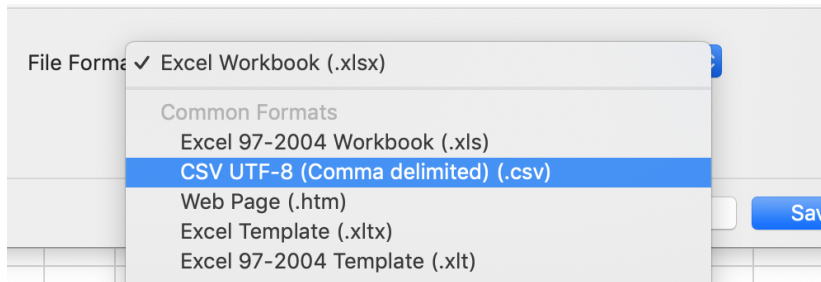 File Forma ✓ Excel Workbook (.xlsx)
Common Formats
Excel 97-2004 Workbook (.xls)
CSV UTF-8 (Comma delimited) (.csv)
Web Page (.htm)
Excel Template (.xltx)
Sav
Excel 97-2004 Template (.xlt)